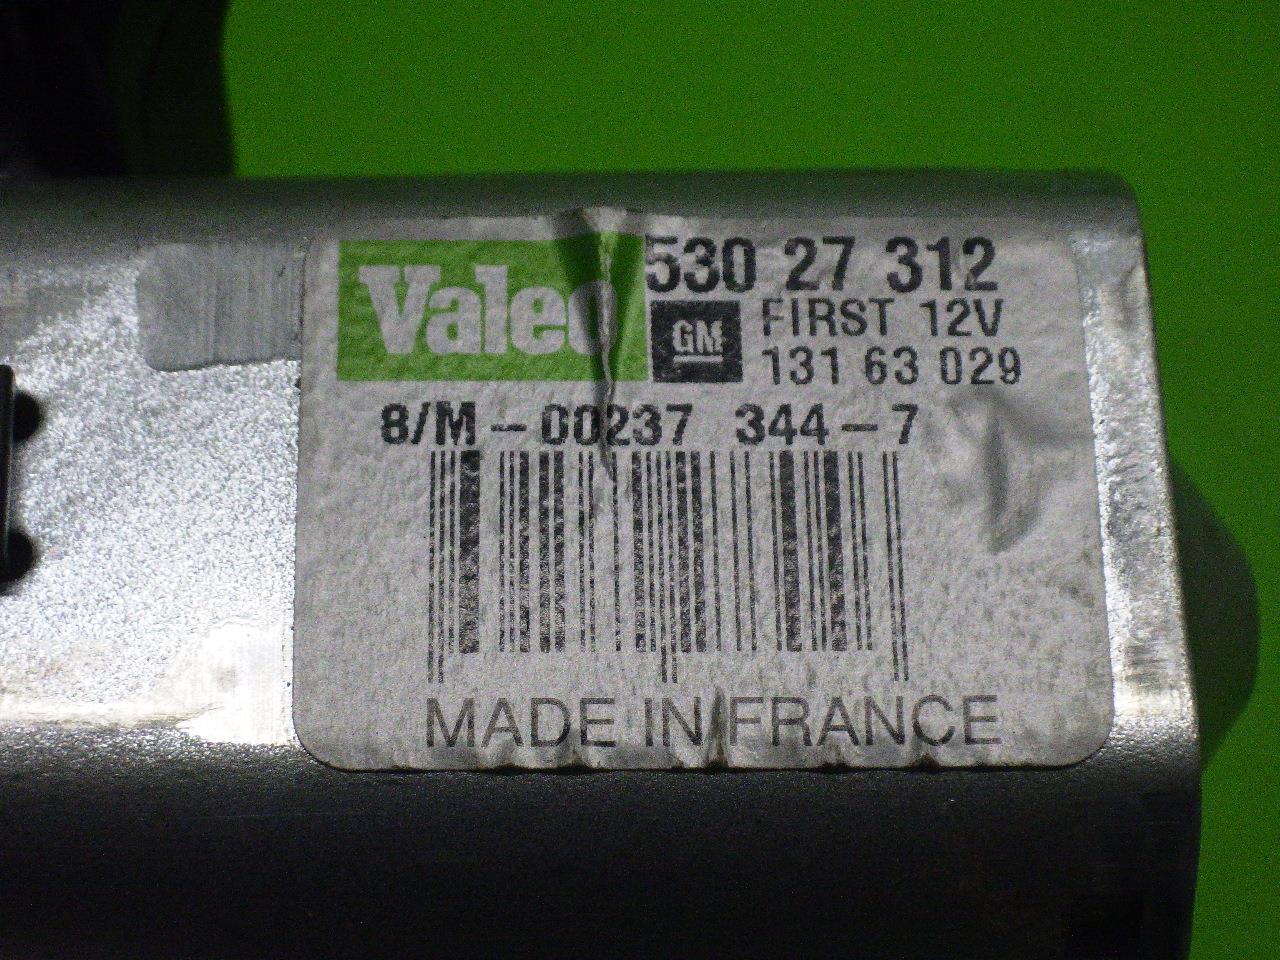 Valeo 530 27 312
GM FIRST 12V
131 63 029
8/M-00237 344-7
MADE IN FRANCE